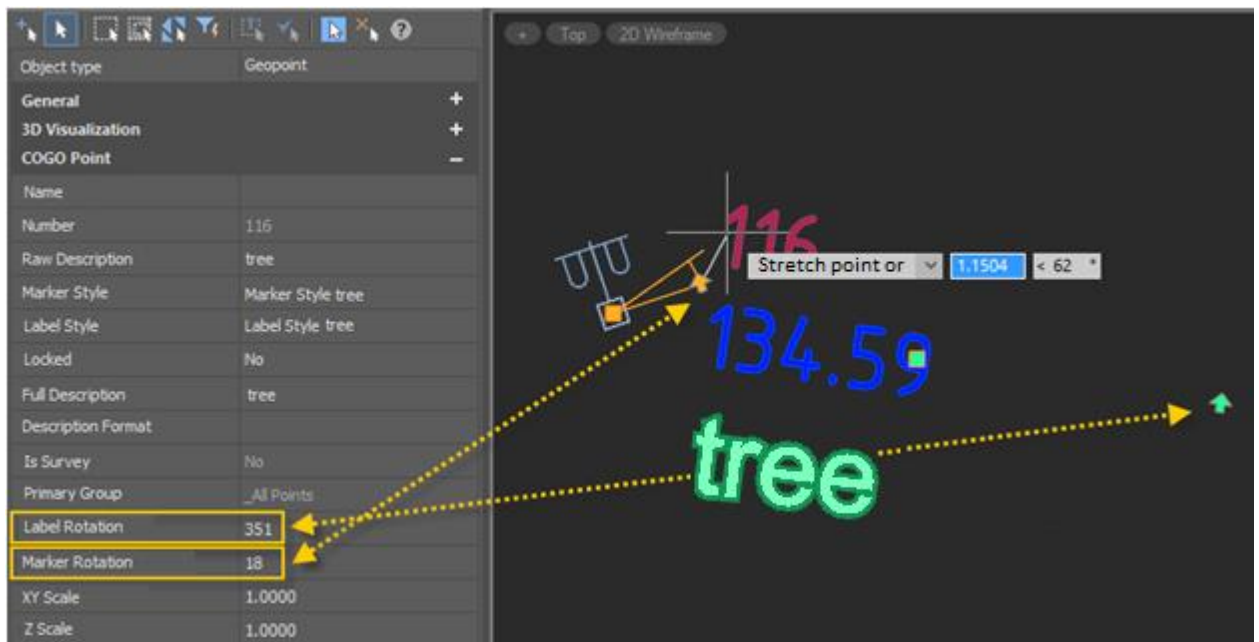 Object type Geopoint
General
3D Visualization
COGO Point
Name
Number 116
Raw Description tree
Marker Style Marker Style tree
Label Style Label Style tree
Locked No
Full Description tree
Description Format
Is Survey No
Primary Group _All Points
Label Rotation 351
Marker Rotation 18
XY Scale 1.0000
Z Scale 1.0000
+ Top 2D Wireframe
116
Stretch point or 1.1504 < 62 °
134.59
tree